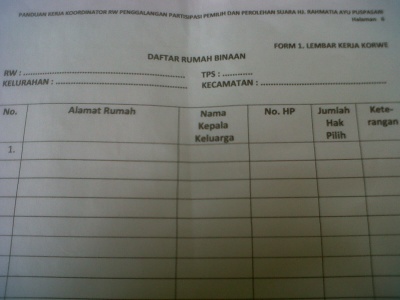 PANDUAN KERJA KOORDINATOR RW PENGGALANGAN PARTISIPASI PEMILIH DAN PEROLEHAN SUARA Hj. RAHMATIA AYU PUSPASARI
Halaman 6
FORM 1. LEMBAR KERJA KORWE
DAFTAR RUMAH BINAAN
RW : ................................ TPS : ............
KELURAHAN : ...................... KECAMATAN : ................................
No. Alamat Rumah Nama Kepala Keluarga No. HP Jumlah Hak Pilih Kete-rangan
1.